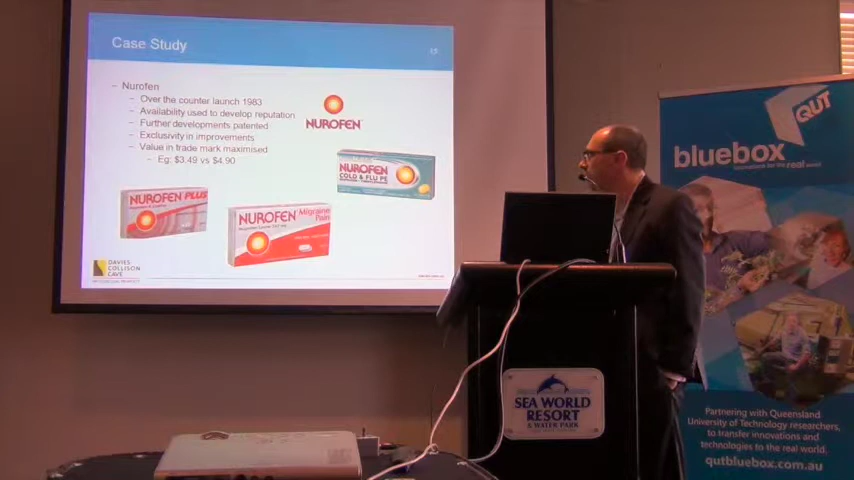 Case Study
15
– Nurofen
– Over the counter launch 1983
– Availability used to develop reputation
– Further developments patented
– Exclusivity in improvements
– Value in trade mark maximised
– Eg: $3.49 vs $4.90
NUROFEN
NUROFEN
COLD & FLU PE
NUROFEN PLUS
NUROFEN Migraine
Pain
DAVIES
COLLISON
CAVE
QUT
bluebox
SEA WORLD
RESORT
& WATER PARK
Partnering with Queensland
University of Technology researchers,
to transfer innovations and
technologies to the real world.
qutbluebox.com.au